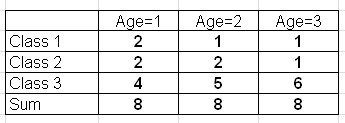 Age=1 Age=2 Age=3
Class 1 2 1 1
Class 2 2 2 1
Class 3 4 5 6
Sum 8 8 8